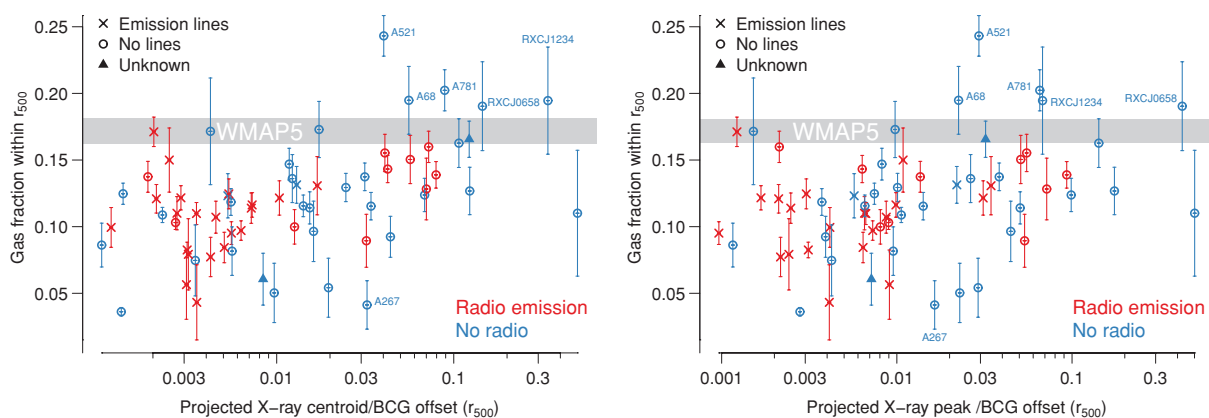 Gas fraction within r500
0.25
0.20
0.15
0.10
0.05
Emission lines
No lines
Unknown
A521
RXCJ1234
A781
A68
RXCJ0658
WMAP5
A267
Radio emission
No radio
0.003
0.01
0.03
0.1
0.3
Projected X−ray centroid/BCG offset (r500)
Gas fraction within r500
0.25
0.20
0.15
0.10
0.05
Emission lines
No lines
Unknown
A521
A781
A68
RXCJ1234
RXCJ0658
WMAP5
A267
Radio emission
No radio
0.001
0.003
0.01
0.03
0.1
0.3
Projected X−ray peak /BCG offset (r500)